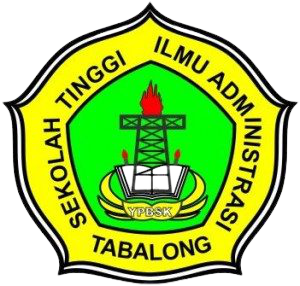 SEKOLAH TINGGI ILMU ADMINISTRASI
YPBSK
TABALONG